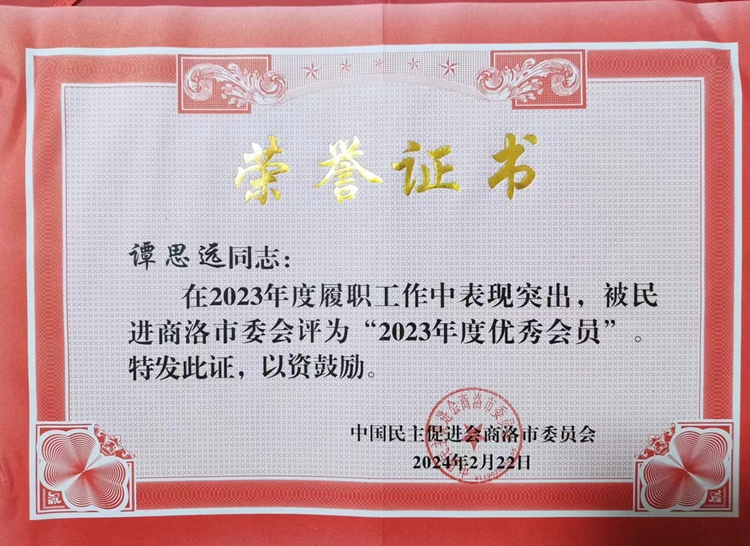 荣誉证书
谭思远同志：
在2023年度履职工作中表现突出，被民
进商洛市委会评为“2023年度优秀会员”。
特发此证，以资鼓励。
中国民主促进会商洛市委员会
2024年2月22日